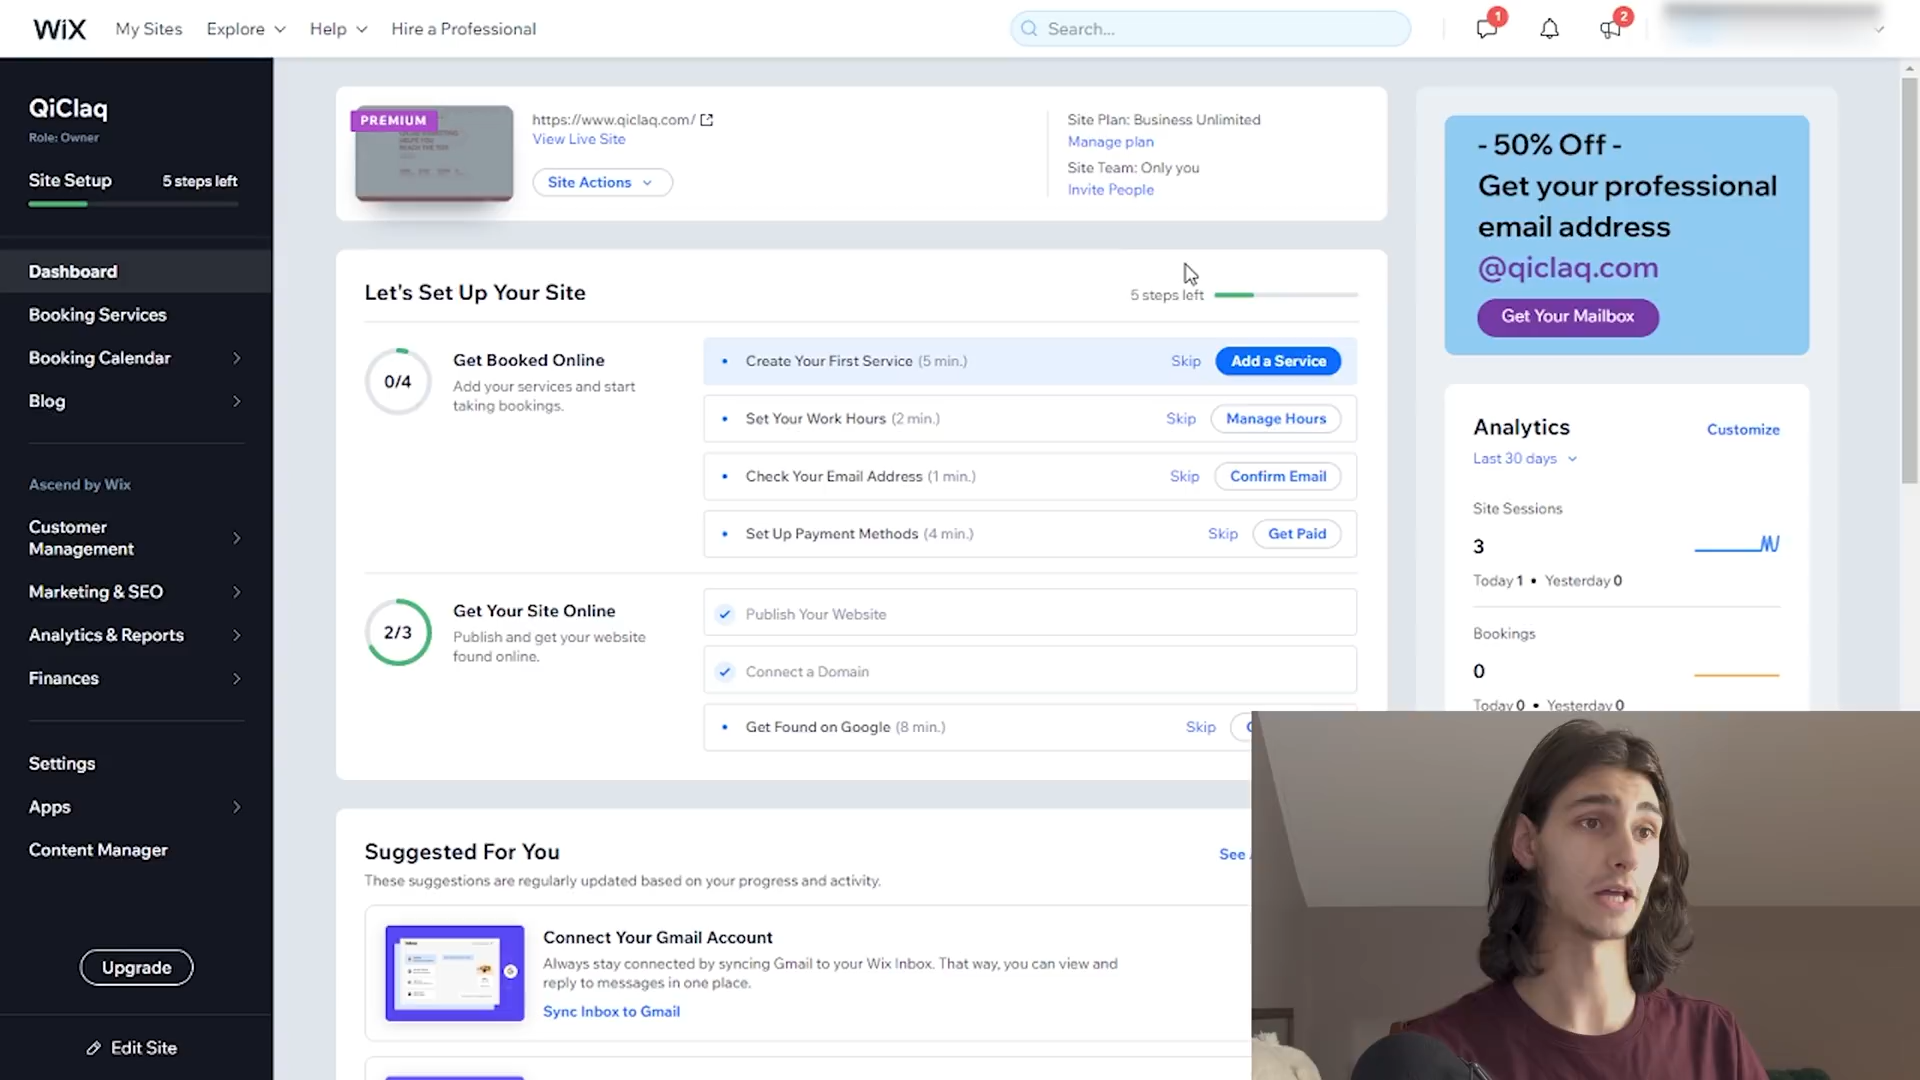 WiX
My Sites
Explore
Help
Hire a Professional
Search...
1
2
QiClaq
Role: Owner
Site Setup
5 steps left
Dashboard
Booking Services
Booking Calendar
Blog
Ascend by Wix
Customer
Management
Marketing & SEO
Analytics & Reports
Finances
Settings
Apps
Content Manager
Upgrade
Edit Site
PREMIUM
https://www.qiclaq.com/
View Live Site
Site Actions
Site Plan: Business Unlimited
Manage plan
Site Team: Only you
Invite People
Let's Set Up Your Site
5 steps left
0/4
Get Booked Online
Add your services and start
taking bookings.
Create Your First Service (5 min.)
Skip
Add a Service
Set Your Work Hours (2 min.)
Skip
Manage Hours
Check Your Email Address (1 min.)
Skip
Confirm Email
Set Up Payment Methods (4 min.)
Skip
Get Paid
2/3
Get Your Site Online
Publish and get your website
found online.
Publish Your Website
Connect a Domain
Get Found on Google (8 min.)
Skip
Suggested For You
See
These suggestions are regularly updated based on your progress and activity.
Connect Your Gmail Account
Always stay connected by syncing Gmail to your Wix Inbox. That way, you can view and
reply to messages in one place.
Sync Inbox to Gmail
- 50% Off -
Get your professional
email address
@qiclaq.com
Get Your Mailbox
Analytics
Customize
Last 30 days
Site Sessions
3
Today 1 • Yesterday 0
Bookings
0
Today 0 • Yesterday 0